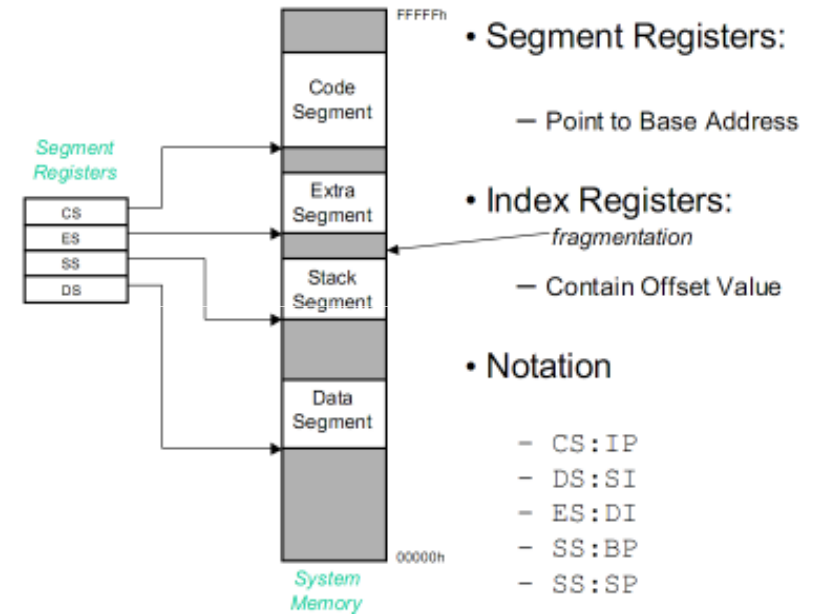 FFFFFh
Code
Segment
Segment
Registers
CS
ES
SS
DS
Extra
Segment
Stack
Segment
Data
Segment
00000h
System
Memory
• Segment Registers:
– Point to Base Address
• Index Registers:
fragmentation
– Contain Offset Value
• Notation
– CS:IP
– DS:SI
– ES:DI
– SS:BP
– SS:SP